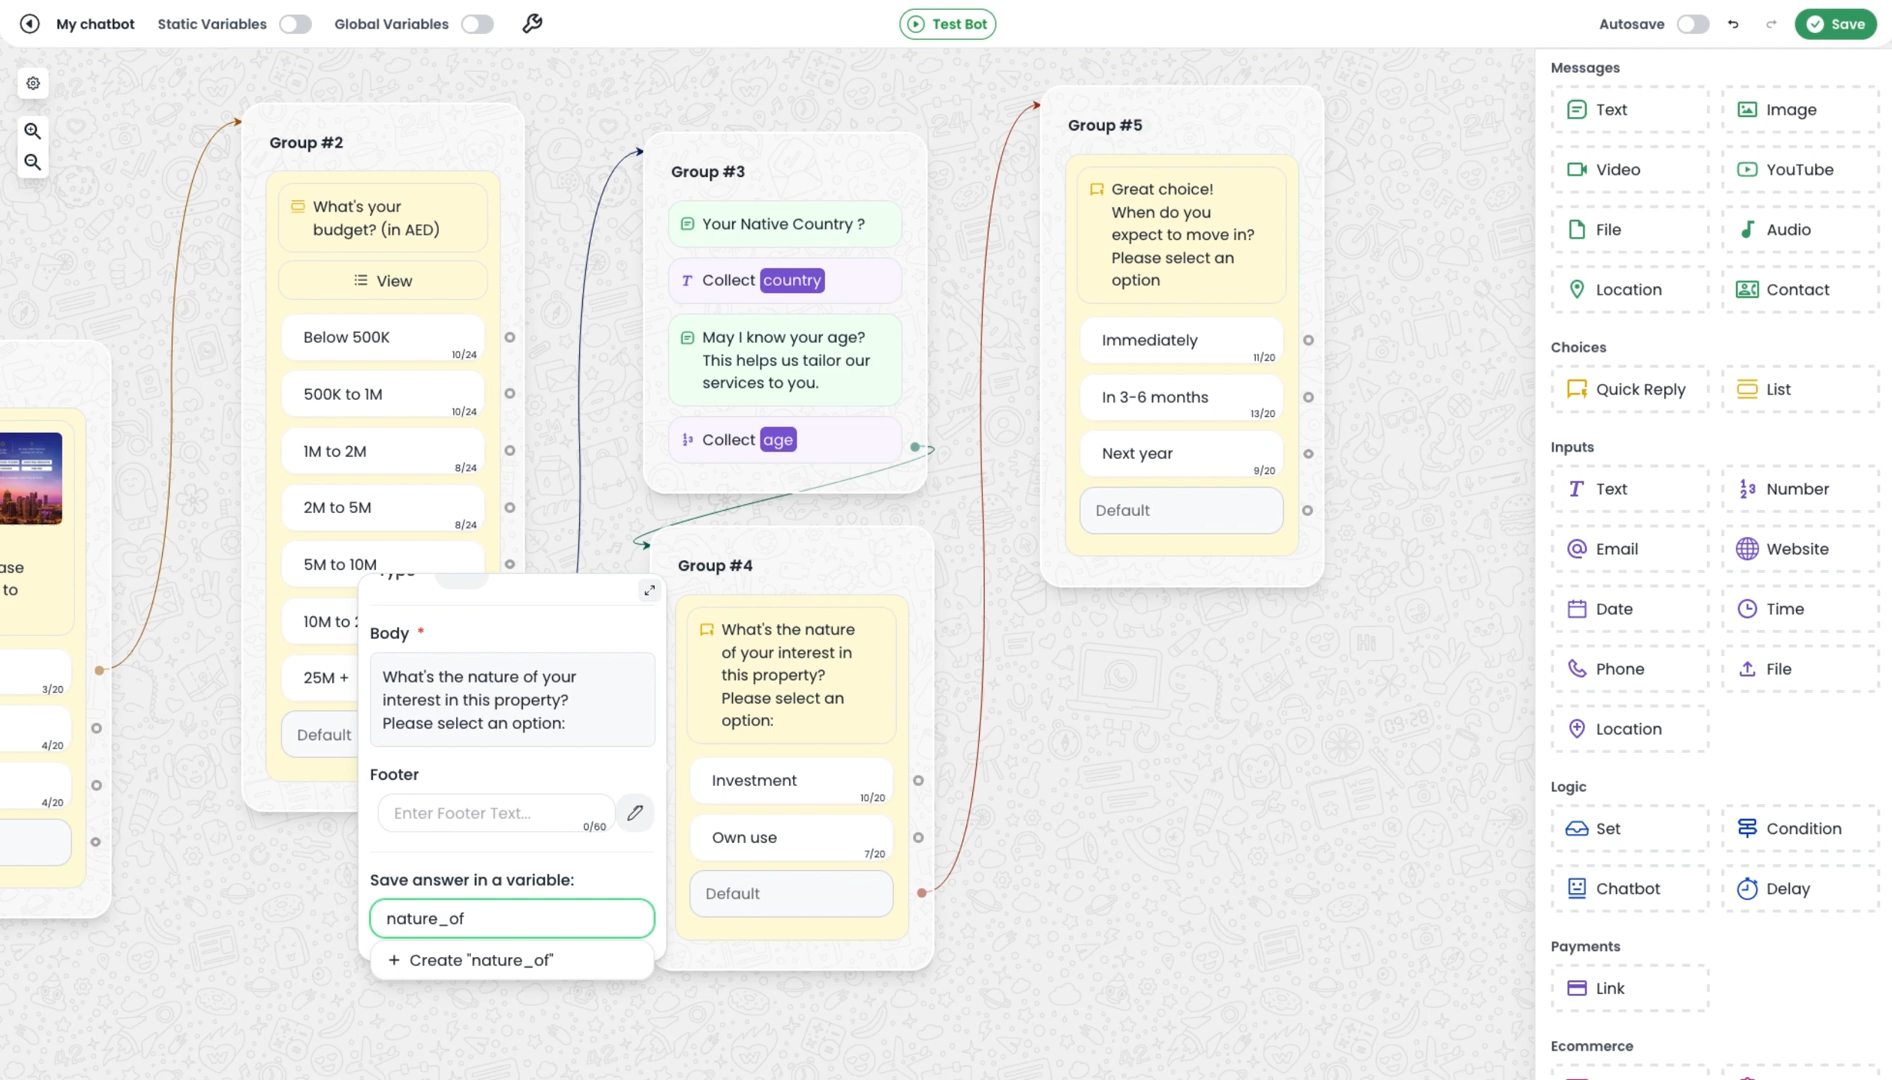 My chatbot
Static Variables
Global Variables
Test Bot
Autosave
Save
Group #2
What's your
budget? (in AED)
View
Below 500K
10/24
500K to 1M
10/24
1M to 2M
8/24
2M to 5M
8/24
5M to 10M
10M to
25M +
Default
ase
to
3/20
4/20
4/20
Group #3
Your Native Country ?
Collect country
May I know your age?
This helps us tailor our
services to you.
Collect age
Group #4
What's the nature
of your interest in
this property?
Please select an
option:
Investment
10/20
Own use
7/20
Default
Group #5
Great choice!
When do you
expect to move in?
Please select an
option
Immediately
11/20
In 3-6 months
13/20
Next year
9/20
Default
Body *
What's the nature of your
interest in this property?
Please select an option:
Footer
Enter Footer Text...
0/60
Save answer in a variable:
nature_of
+ Create "nature_of"
Messages
Text
Image
Video
YouTube
File
Audio
Location
Contact
Choices
Quick Reply
List
Inputs
Text
Number
Email
Website
Date
Time
Phone
File
Location
Logic
Set
Condition
Chatbot
Delay
Payments
Link
Ecommerce